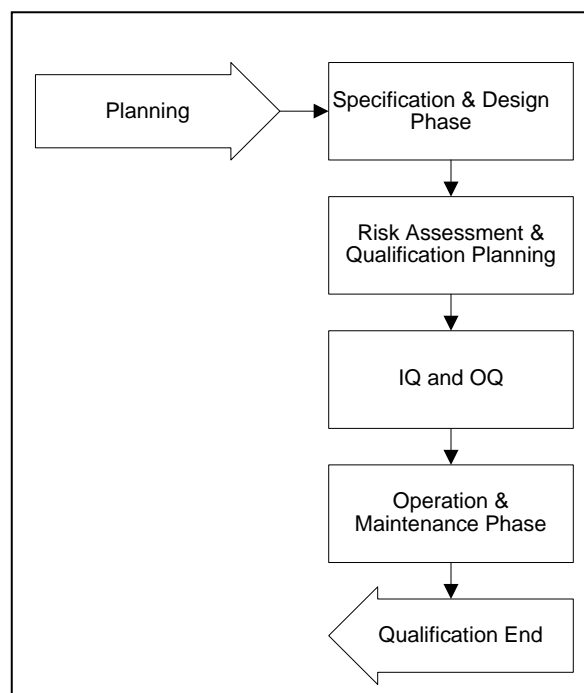 Planning
Specification & Design
Phase
Risk Assessment &
Qualification Planning
IQ and OQ
Operation &
Maintenance Phase
Qualification End